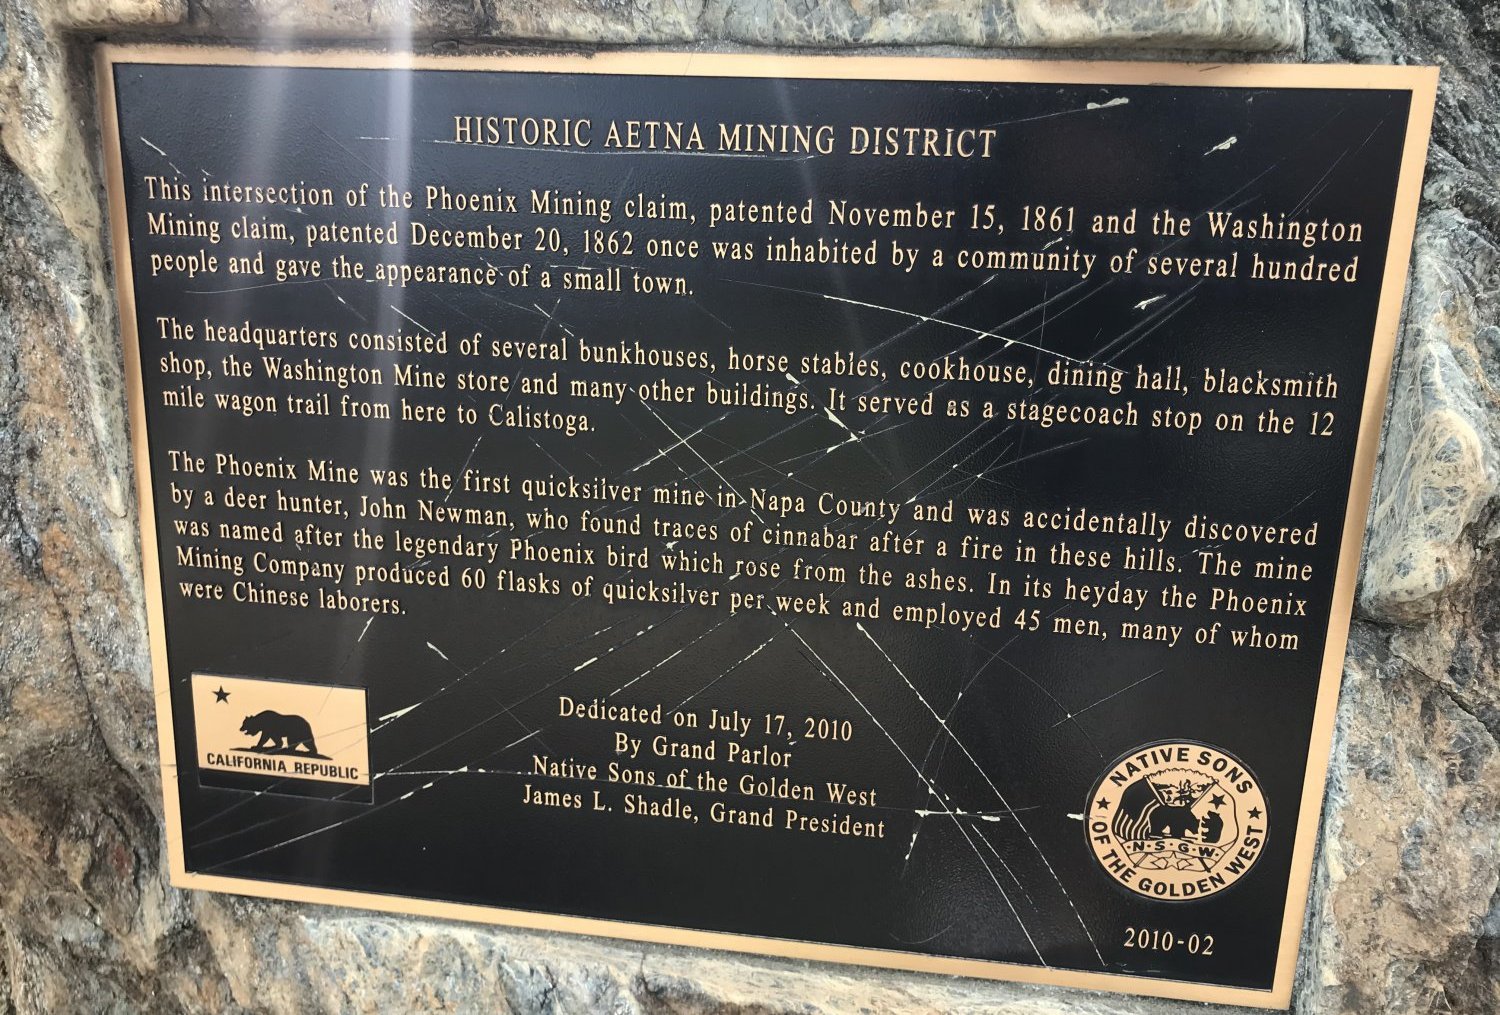 HISTORIC AETNA MINING DISTRICT
This intersection of the Phoenix Mining claim, patented November 15, 1861 and the Washington
Mining claim, patented December 20, 1862 once was inhabited by a community of several hundred
people and gave the appearance of a small town.
The headquarters consisted of several bunkhouses, horse stables, cookhouse, dining hall, blacksmith
shop, the Washington Mine store and many other buildings. It served as a stagecoach stop on the 12
mile wagon trail from here to Calistoga.
The Phoenix Mine was the first quicksilver mine in Napa County and was accidentally discovered
by a deer hunter, John Newman, who found traces of cinnabar after a fire in these hills. The mine
was named after the legendary Phoenix bird which rose from the ashes. In its heyday the Phoenix
Mining Company produced 60 flasks of quicksilver per week and employed 45 men, many of whom
were Chinese laborers.
CALIFORNIA REPUBLIC
Dedicated on July 17, 2010
By Grand Parlor
Native Sons of the Golden West
James L. Shadle, Grand President
NATIVE SONS
OF THE GOLDEN WEST
N·S·G·W·
2010-02